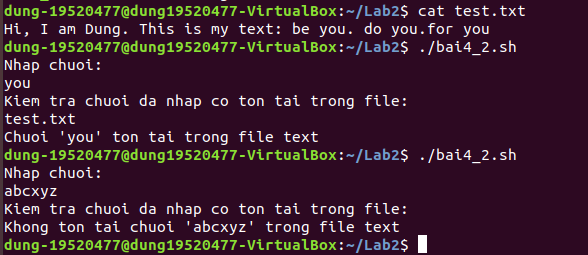 dung-19520477@dung19520477-VirtualBox:~/Lab2$ cat test.txt
Hi, I am Dung. This is my text: be you. do you.for you
dung-19520477@dung19520477-VirtualBox:~/Lab2$ ./bai4_2.sh
Nhap chuoi:
you
Kiem tra chuoi da nhap co ton tai trong file:
test.txt
Chuoi 'you' ton tai trong file text
dung-19520477@dung19520477-VirtualBox:~/Lab2$ ./bai4_2.sh
Nhap chuoi:
abcxyz
Kiem tra chuoi da nhap co ton tai trong file:
Khong ton tai chuoi 'abcxyz' trong file text
dung-19520477@dung19520477-VirtualBox:~/Lab2$